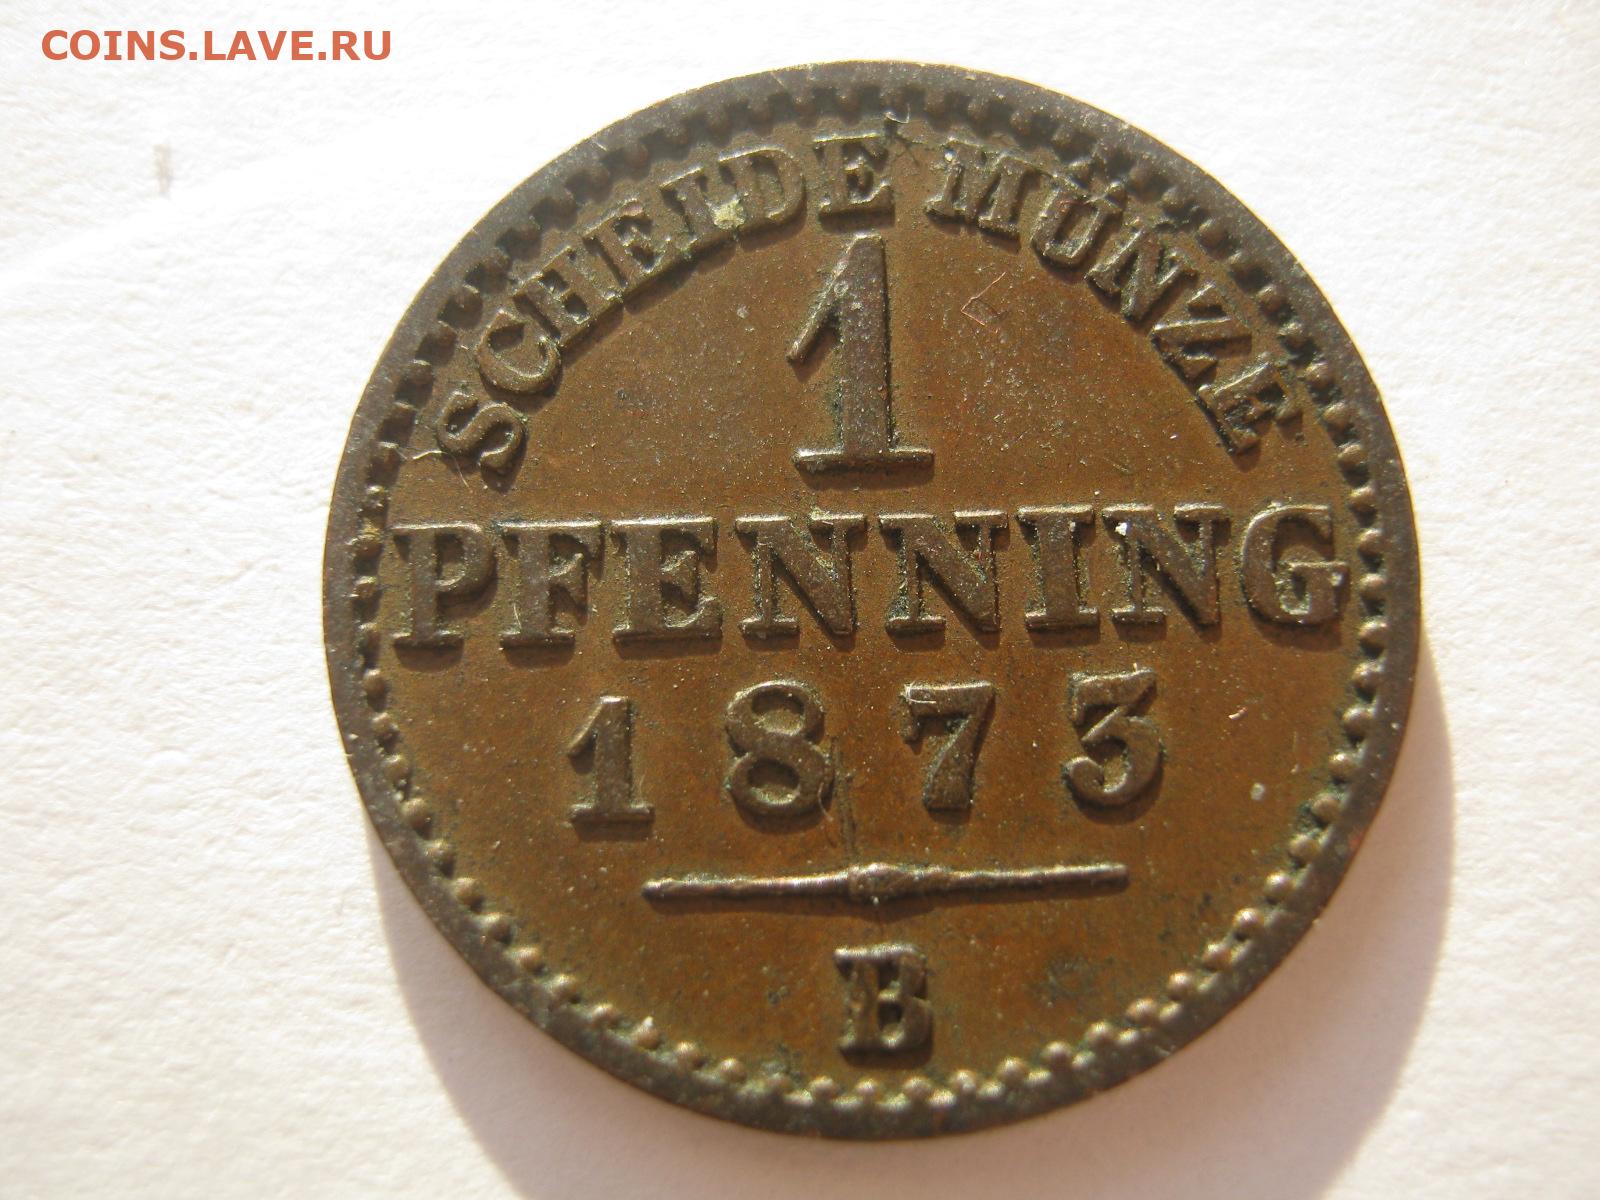 COINS.LAVE.RU
SCHEIDE MÜNZE
1
PFENNING
1873
B